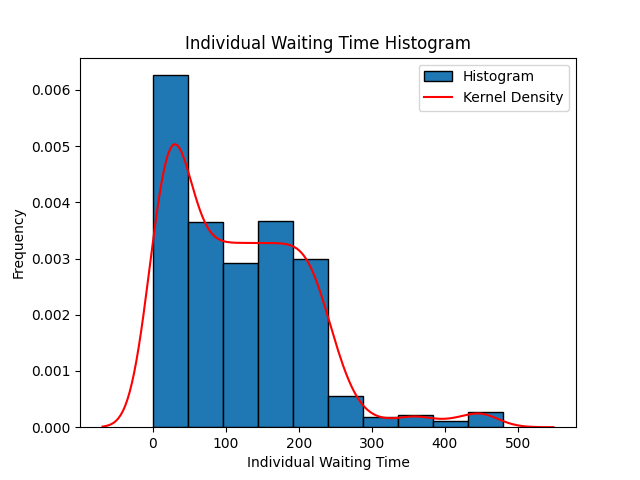 Individual Waiting Time Histogram
Histogram
Kernel Density
Frequency
0.006
0.005
0.004
0.003
0.002
0.001
0.000
0 100 200 300 400 500
Individual Waiting Time